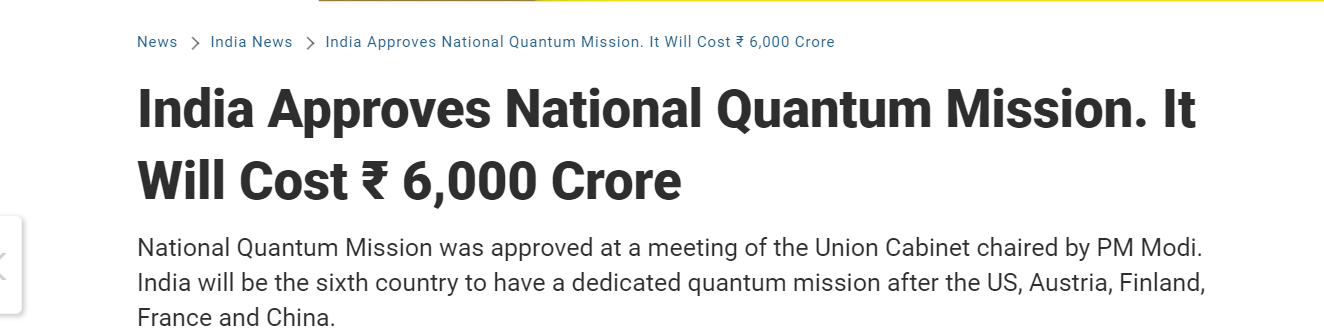 News > India News > India Approves National Quantum Mission. It Will Cost ₹ 6,000 Crore
India Approves National Quantum Mission. It
Will Cost ₹ 6,000 Crore
National Quantum Mission was approved at a meeting of the Union Cabinet chaired by PM Modi.
India will be the sixth country to have a dedicated quantum mission after the US, Austria, Finland,
France and China.